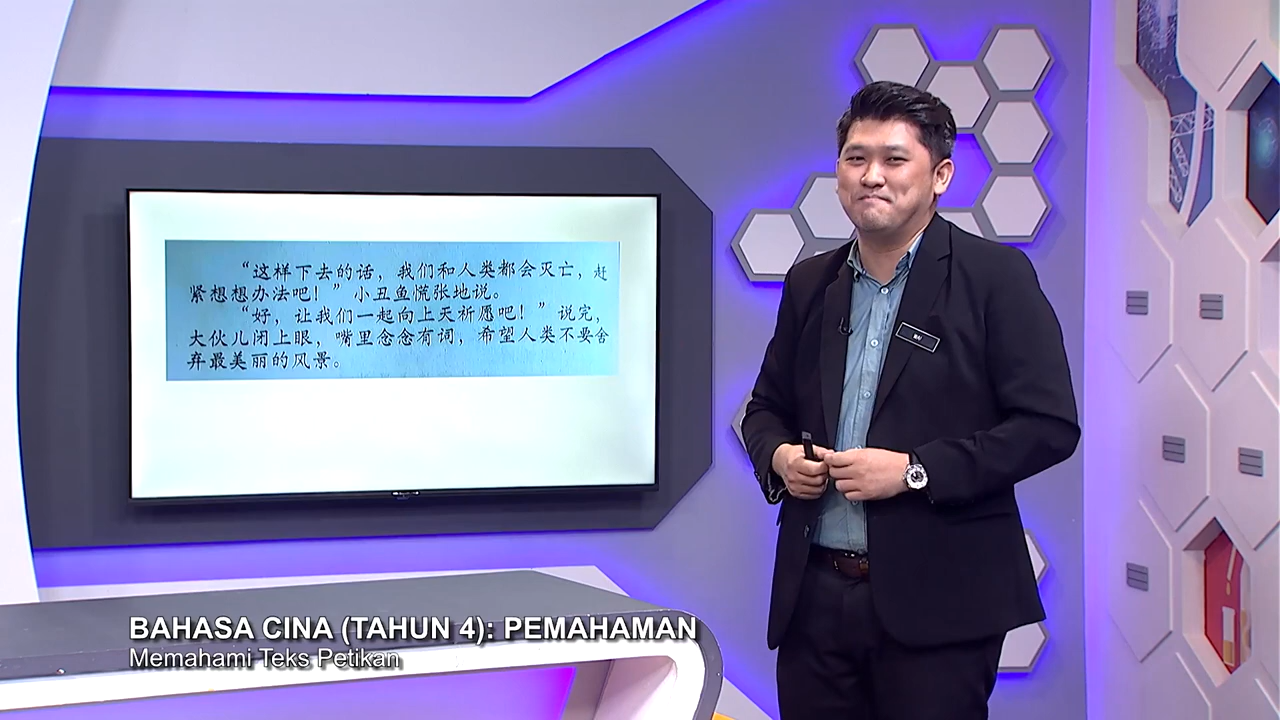 “这样下去的话，我们和人类都会灭亡，赶
紧想想办法吧！”小丑鱼慌张地说。
“好，让我们一起向上天祈愿吧！”说完，
大伙儿闭上眼，嘴里念念有词，希望人类不要舍
弃最美丽的风景。
BAHASA CINA (TAHUN 4): PEMAHAMAN
Memahami Teks Petikan